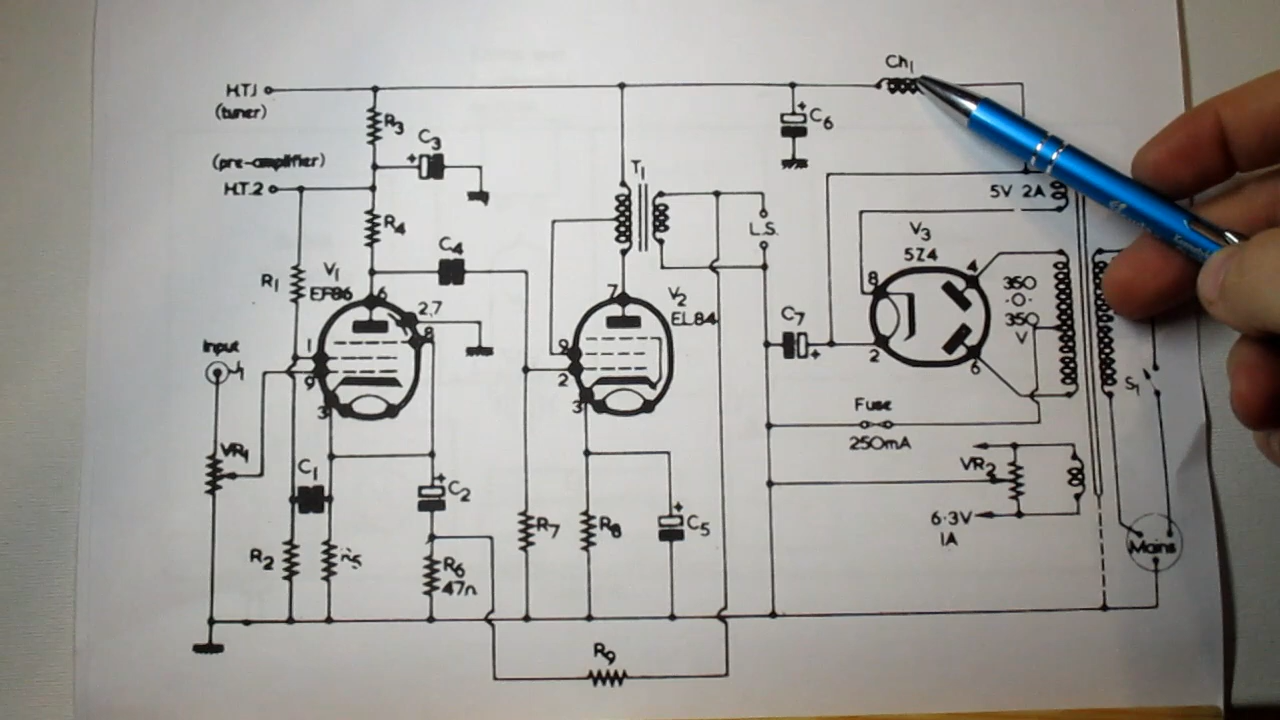 Ch1
H.T.1
(tuner)
R3
C3
C6
(pre-amplifier)
H.T.2
T1
5V 2A
R4
L.S.
V3
5Z4
C4
R1
V1
EF86
6
2,7
8
7
V2
EL84
8
4
350
-0-
350
V
C7
+
2
6
Input
1
9
9
2
3
3
S1
Fuse
250mA
VR1
C1
C2
VR2
R7
R8
C5
6·3V
1A
Mains
R2
R5
R6
47n
R9